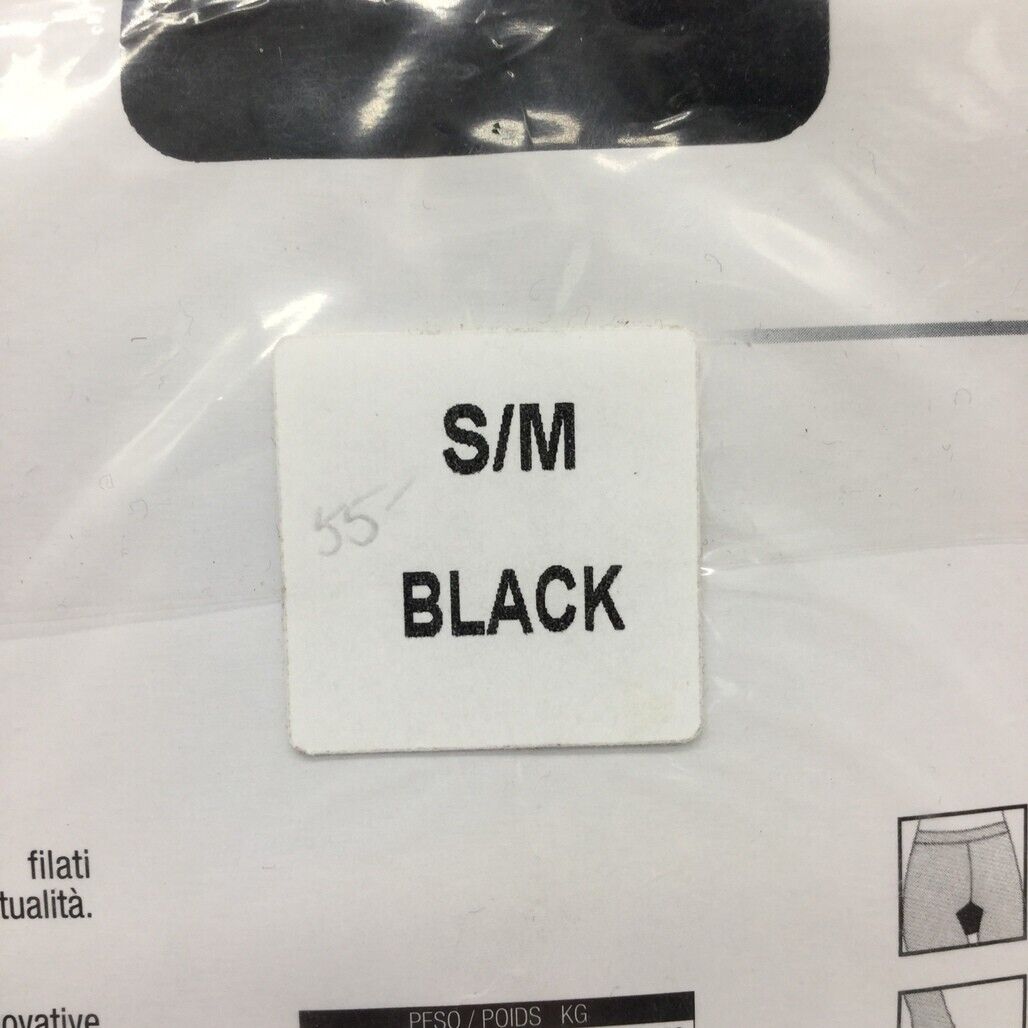 S/M
55-
BLACK
filati
tualità.
ovative
PESO / POIDS KG